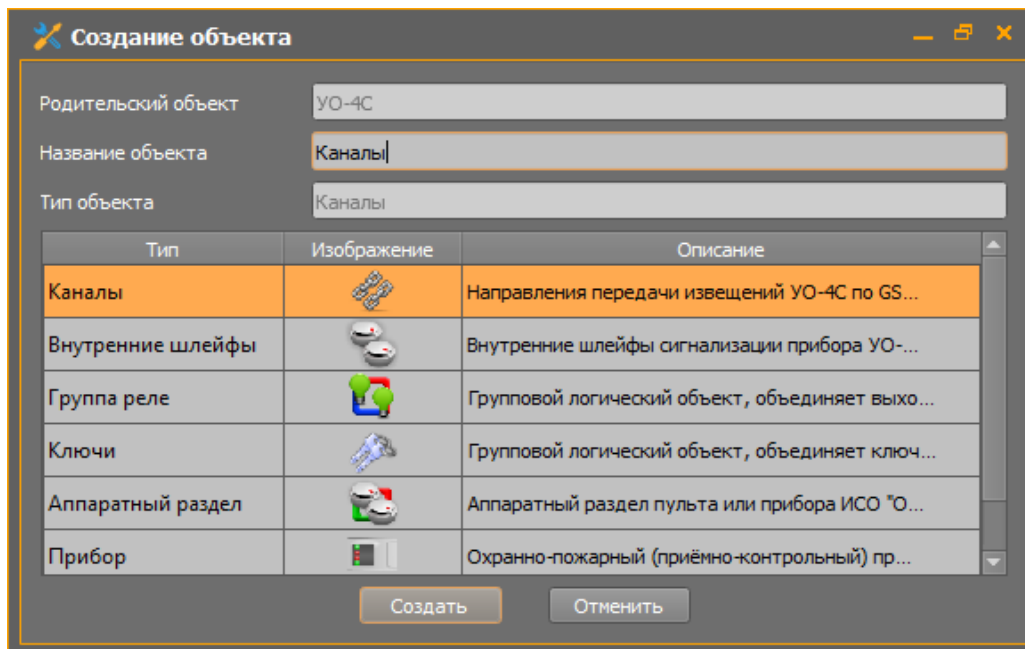 Создание объекта
Родительский объект УО-4С
Название объекта Каналы
Тип объекта Каналы
Тип Изображение Описание
Каналы Направления передачи извещений УО-4С по GS...
Внутренние шлейфы Внутренние шлейфы сигнализации прибора УО-...
Группа реле Групповой логический объект, объединяет выхо...
Ключи Групповой логический объект, объединяет ключ...
Аппаратный раздел Аппаратный раздел пульта или прибора ИСО "О...
Прибор Охранно-пожарный (приёмно-контрольный) пр...
Создать Отменить